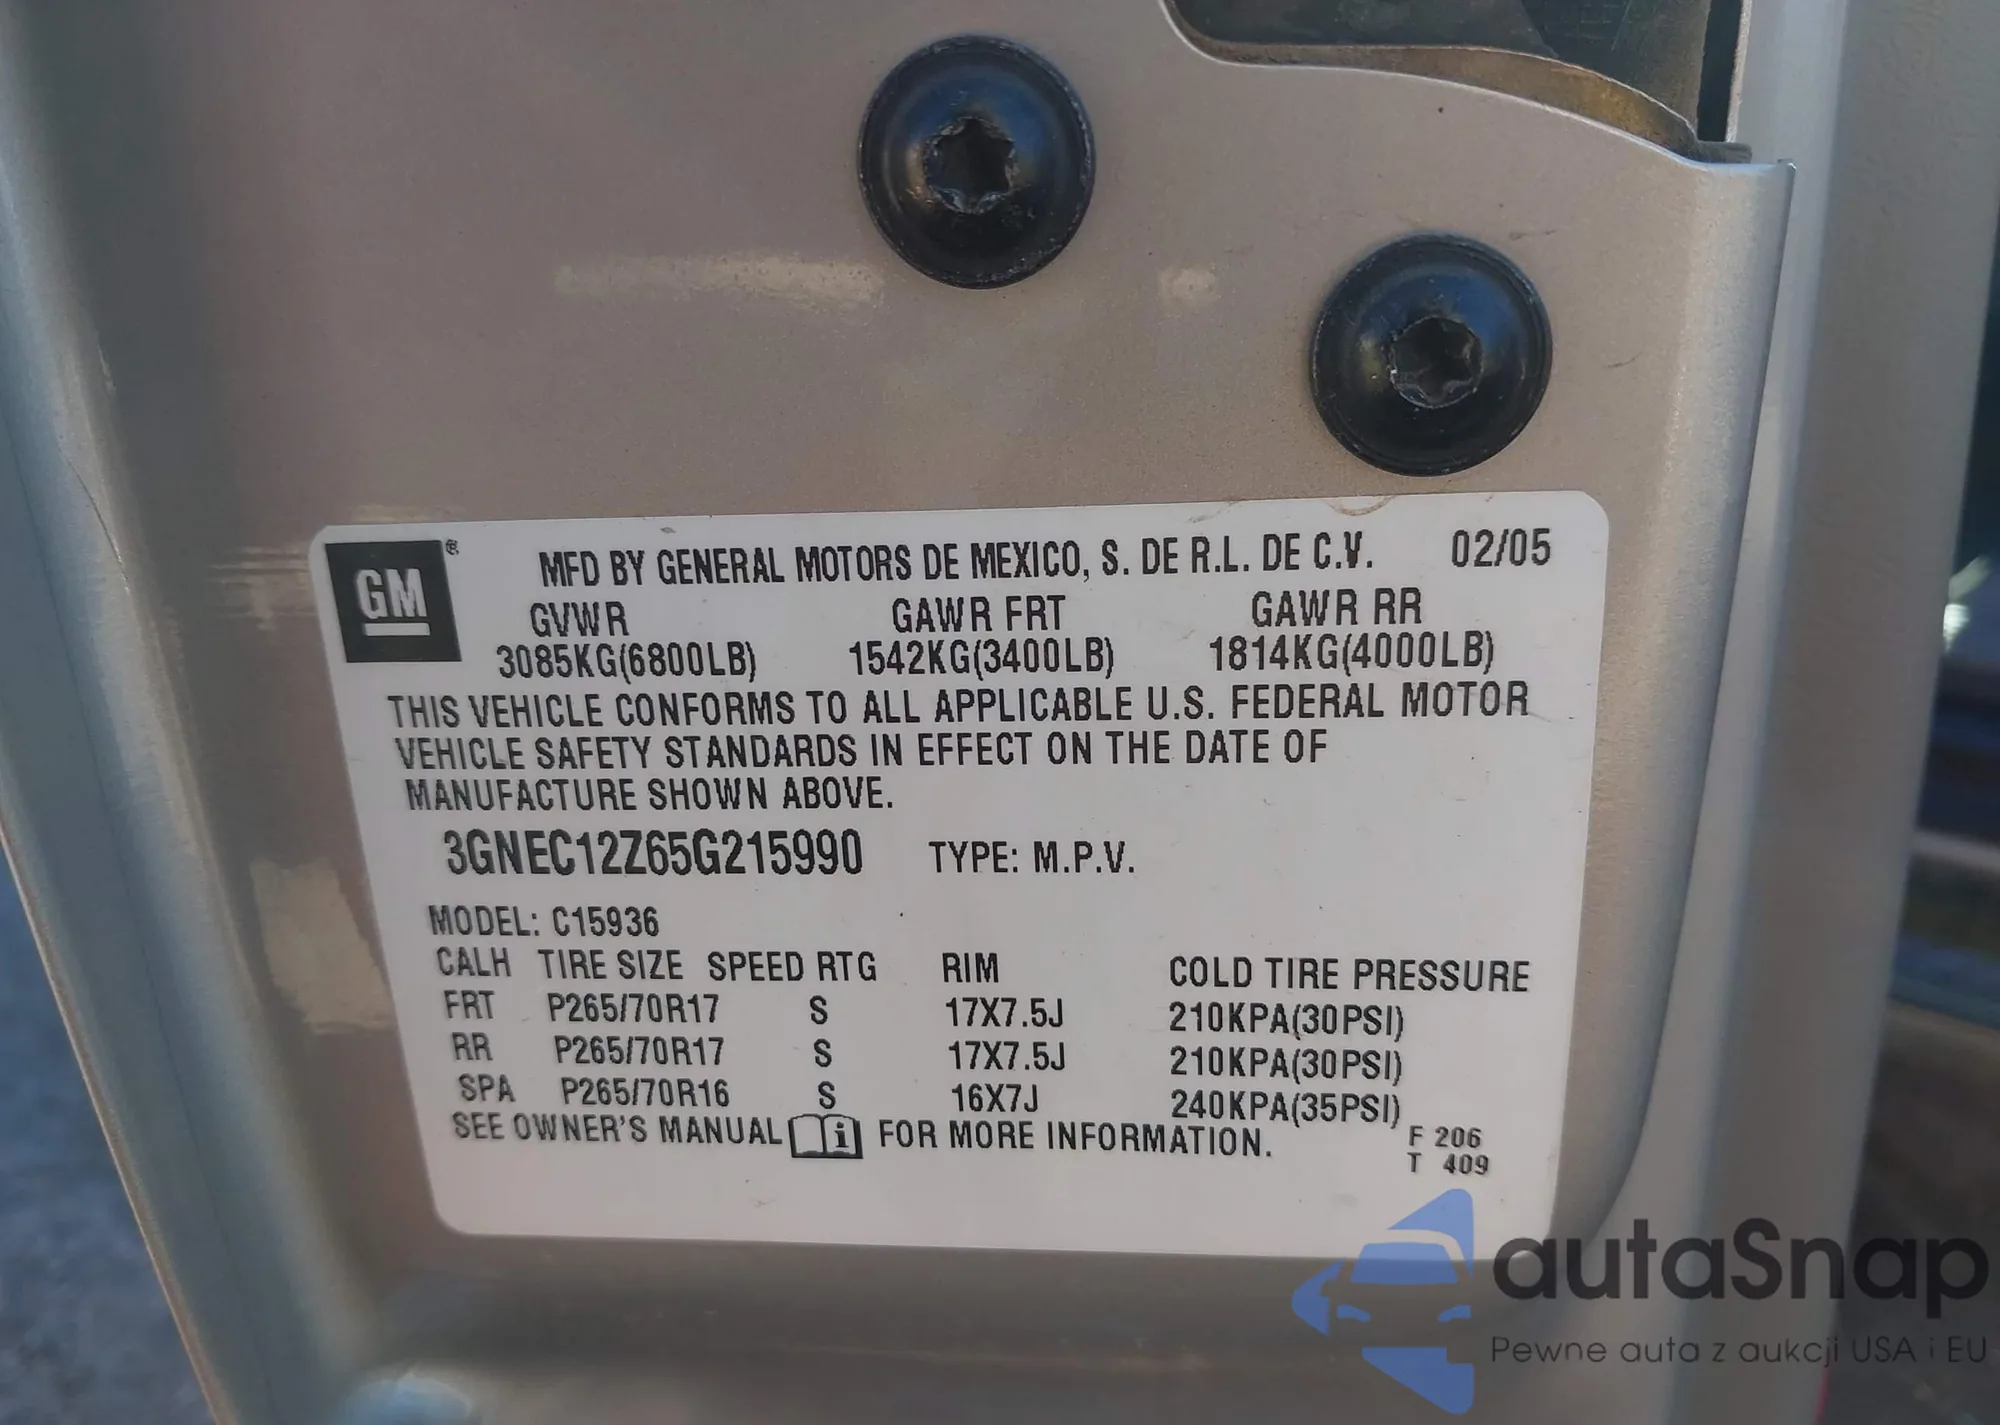 GM ®
MFD BY GENERAL MOTORS DE MEXICO, S. DE R.L. DE C.V. 02/05
GVWR GAWR FRT GAWR RR
3085KG(6800LB) 1542KG(3400LB) 1814KG(4000LB)
THIS VEHICLE CONFORMS TO ALL APPLICABLE U.S. FEDERAL MOTOR
VEHICLE SAFETY STANDARDS IN EFFECT ON THE DATE OF
MANUFACTURE SHOWN ABOVE.
3GNEC12Z65G215990 TYPE: M.P.V.
MODEL: C15936
CALH TIRE SIZE SPEED RTG RIM COLD TIRE PRESSURE
FRT P265/70R17 S 17X7.5J 210KPA(30PSI)
RR P265/70R17 S 17X7.5J 210KPA(30PSI)
SPA P265/70R16 S 16X7J 240KPA(35PSI)
SEE OWNER'S MANUAL i FOR MORE INFORMATION.
F 206
T 409
autaSnap
Pewne auta z aukcji USA i EU